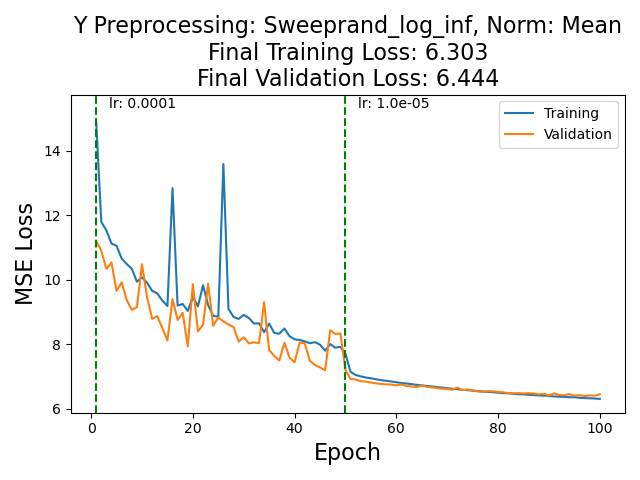 Y Preprocessing: Sweeprand_log_inf, Norm: Mean
Final Training Loss: 6.303
Final Validation Loss: 6.444
lr: 0.0001
lr: 1.0e-05
Training
Validation
14
12
10
8
6
MSE Loss
0
20
40
60
80
100
Epoch